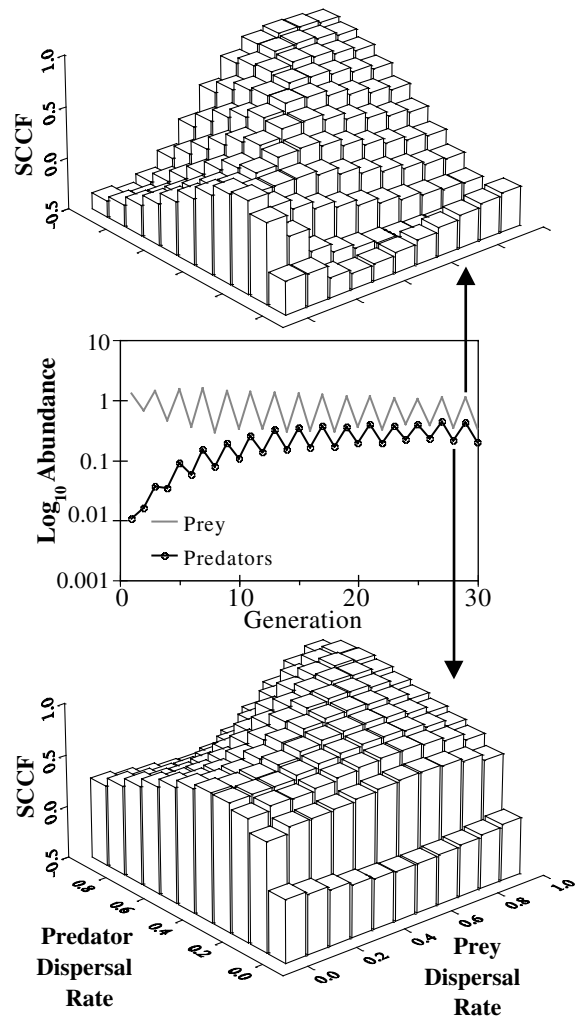 SCCF
1.0
0.5
0.0
-0.5
Log10 Abundance
10
1
0.1
0.01
0.001
Prey
Predators
0 10 20 30
Generation
SCCF
1.0
0.5
0.0
-0.5
0.8 0.6 0.4 0.2 0.0
0.0 0.2 0.4 0.6 0.8 1.0
Predator
Dispersal
Rate
Prey
Dispersal
Rate